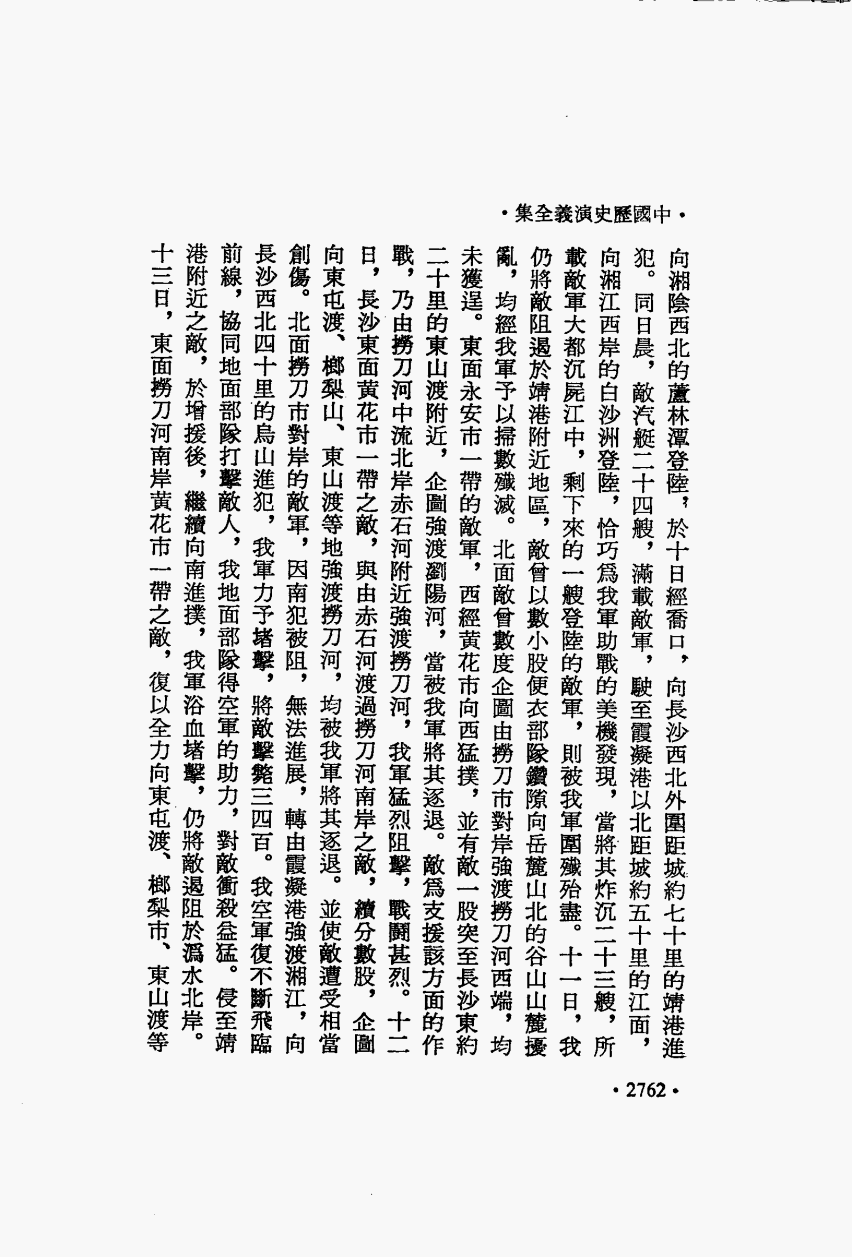 •中國歷史演義全集•
向湘陰西北的蘆林潭登陸，於十日經喬口，向長沙西北外圍距城約七十里的靖港進
犯。同日晨，敵汽艇二十四艘，滿載敵軍，駛至霞凝港以北距城約五十里的江面，
向湘江西岸的白沙洲登陸，恰巧爲我軍助戰的美機發現，當將其炸沉二十三艘，所
載敵軍大都沉屍江中，剩下來的一艘登陸的敵軍，則被我軍圍殲殆盡。十一日，我
仍將敵阻遏於靖港附近地區，敵曾以數小股便衣部隊鑽隙向岳麓山北的谷山山麓擾
亂，均經我軍予以掃數殲滅。北面敵曾數度企圖由撈刀市對岸強渡撈刀河西端，均
未獲逞。東面永安市一帶的敵軍，西經黃花市向西猛撲，並有敵一股突至長沙東約
二十里的東山渡附近，企圖強渡瀏陽河，當被我軍將其逐退。敵爲支援該方面的作
戰，乃由撈刀河中流北岸赤石河附近強渡撈刀河，我軍猛烈阻擊，戰鬪甚烈。十二
日，長沙東面黃花市一帶之敵，與由赤石河渡過撈刀河南岸之敵，續分數股，企圖
向東屯渡、榔梨山、東山渡等地強渡撈刀河，均被我軍將其逐退。並使敵遭受相當
創傷。北面撈刀市對岸的敵軍，因南犯被阻，無法進展，轉由霞凝港強渡湘江，向
長沙西北四十里的烏山進犯，我軍力予堵擊，將敵擊斃三四百。我空軍復不斷飛臨
前線，協同地面部隊打擊敵人，我地面部隊得空軍的助力，對敵衝殺益猛。侵至靖
港附近之敵，於增援後，繼續向南進撲，我軍浴血堵擊，仍將敵遏阻於溈水北岸。
十三日，東面撈刀河南岸黃花市一帶之敵，復以全力向東屯渡、榔梨市、東山渡等
•2762•